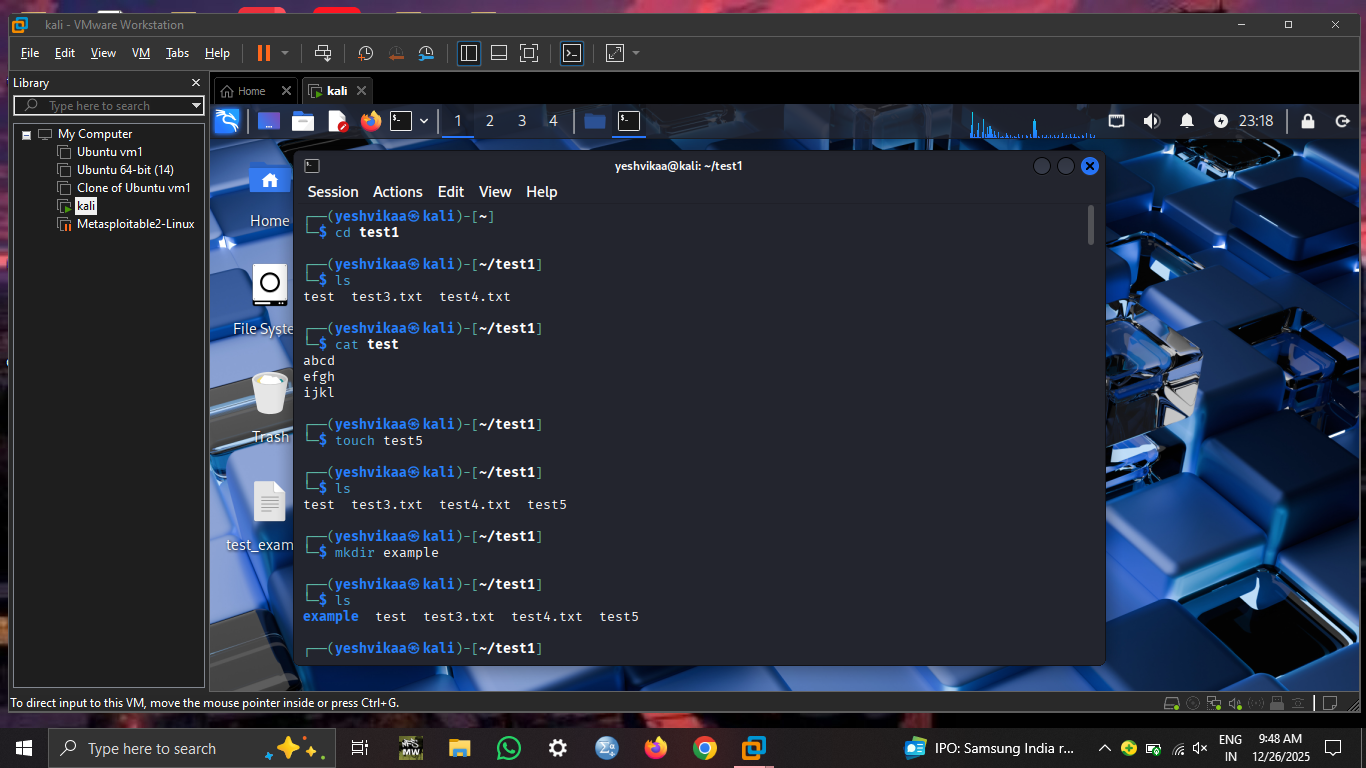 kali - VMware Workstation
File Edit View VM Tabs Help
Library
Type here to search
My Computer
Ubuntu vm1
Ubuntu 64-bit (14)
Clone of Ubuntu vm1
kali
Metasploitable2-Linux
Home kali
1 2 3 4 23:18
Home
File Syste
Trash
test_exam
yeshvikaa@kali: ~/test1
Session Actions Edit View Help
┌──(yeshvikaa㉿kali)-[~]
└─$ cd test1
┌──(yeshvikaa㉿kali)-[~/test1]
└─$ ls
test  test3.txt  test4.txt
┌──(yeshvikaa㉿kali)-[~/test1]
└─$ cat test
abcd
efgh
ijkl
┌──(yeshvikaa㉿kali)-[~/test1]
└─$ touch test5
┌──(yeshvikaa㉿kali)-[~/test1]
└─$ ls
test  test3.txt  test4.txt  test5
┌──(yeshvikaa㉿kali)-[~/test1]
└─$ mkdir example
┌──(yeshvikaa㉿kali)-[~/test1]
└─$ ls
example  test  test3.txt  test4.txt  test5
┌──(yeshvikaa㉿kali)-[~/test1]
To direct input to this VM, move the mouse pointer inside or press Ctrl+G.
Type here to search
MW
IPO: Samsung India r...
ENG
IN
9:48 AM
12/26/2025